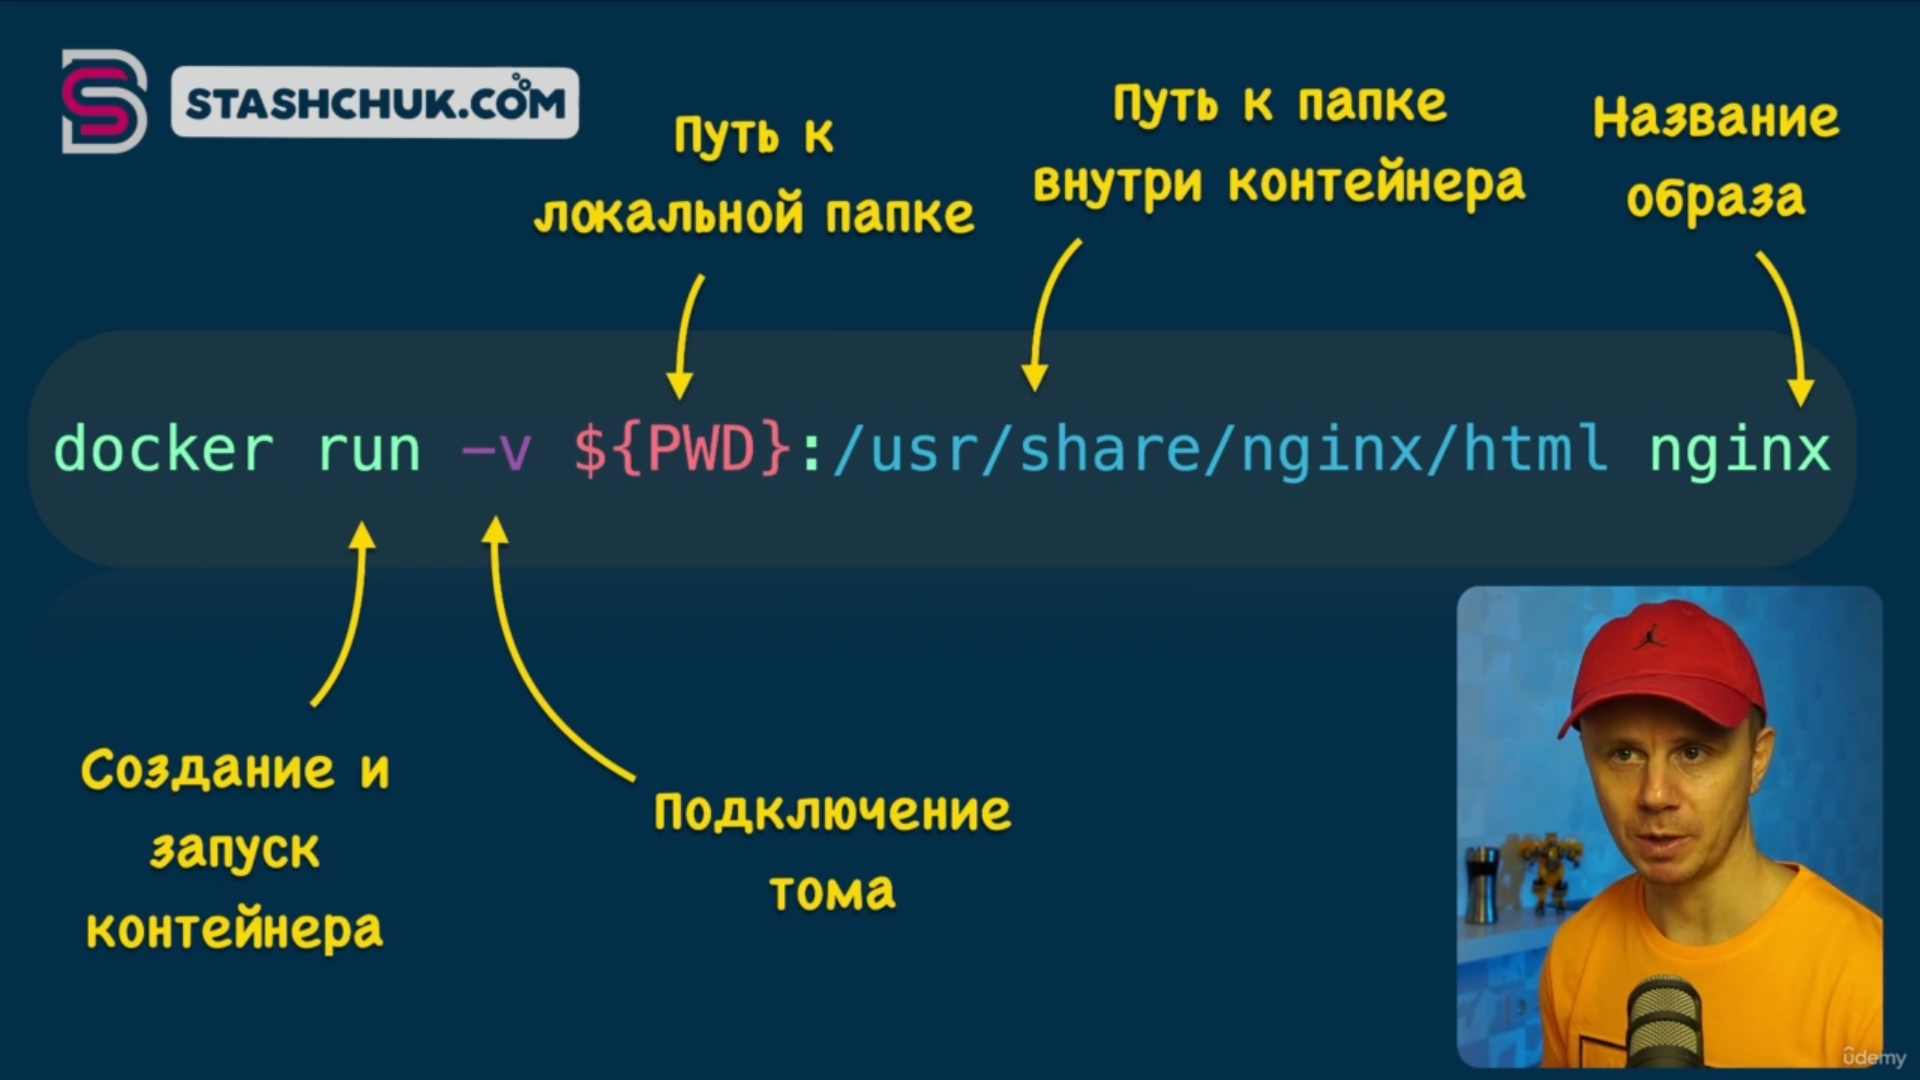 STASHCHUK.COM
Путь к
локальной папке
Путь к папке
внутри контейнера
Название
образа
docker run -v ${PWD}:/usr/share/nginx/html nginx
Создание и
запуск
контейнера
Подключение
тома
ûdemy